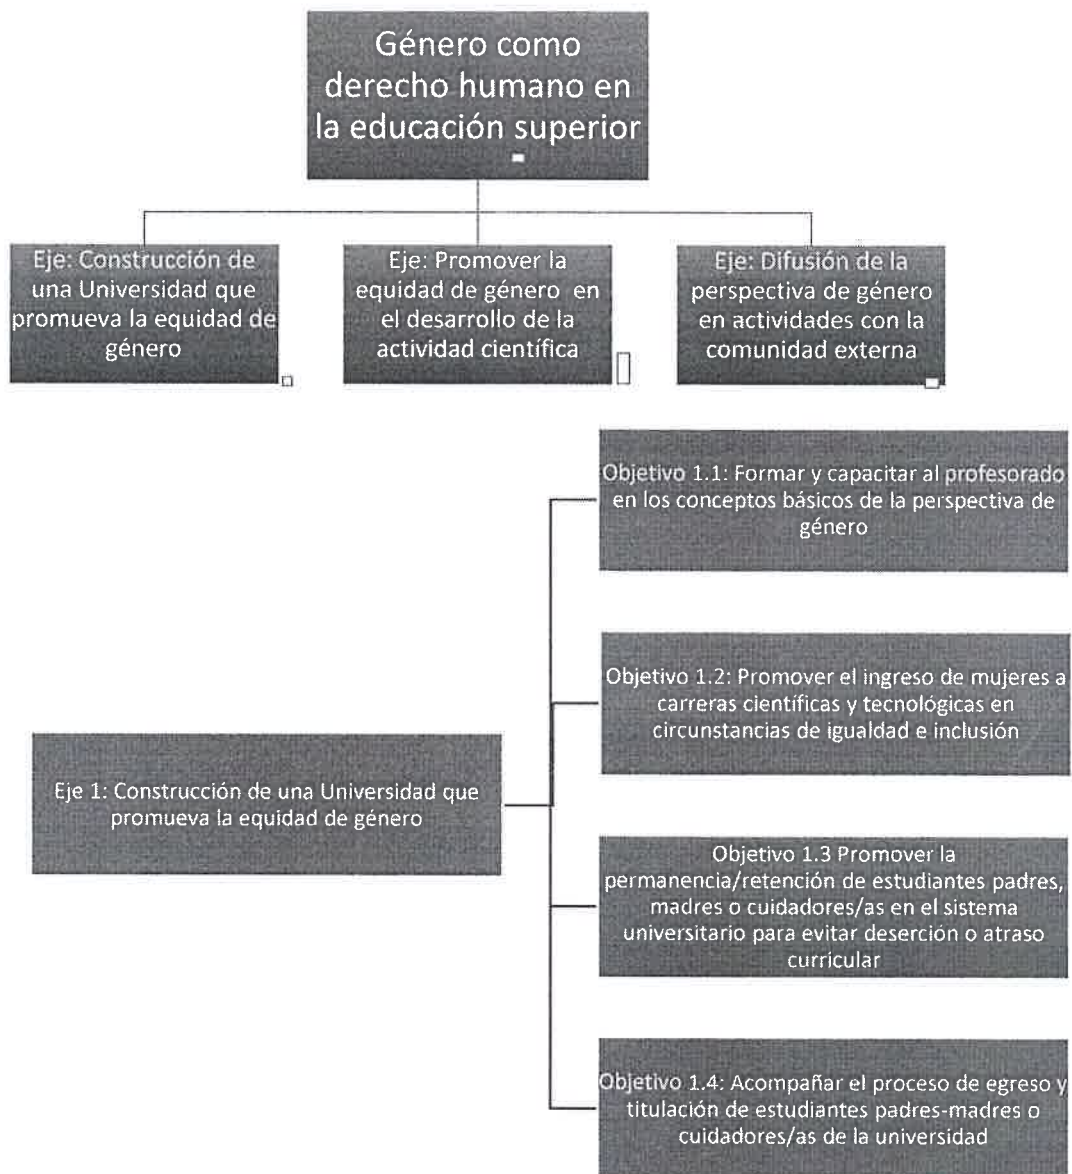 Género como
derecho humano en
la educación superior
Eje: Construcción de
una Universidad que
promueva la equidad de
género
Eje: Promover la
equidad de género en
el desarrollo de la
actividad científica
Eje: Difusión de la
perspectiva de género
en actividades con la
comunidad externa
Eje 1: Construcción de una Universidad que
promueva la equidad de género
Objetivo 1.1: Formar y capacitar al profesorado
en los conceptos básicos de la perspectiva de
género
Objetivo 1.2: Promover el ingreso de mujeres a
carreras científicas y tecnológicas en
circunstancias de igualdad e inclusión
Objetivo 1.3 Promover la
permanencia/retención de estudiantes padres,
madres o cuidadores/as en el sistema
universitario para evitar deserción o atraso
curricular
Objetivo 1.4: Acompañar el proceso de egreso y
titulación de estudiantes padres-madres o
cuidadores/as de la universidad